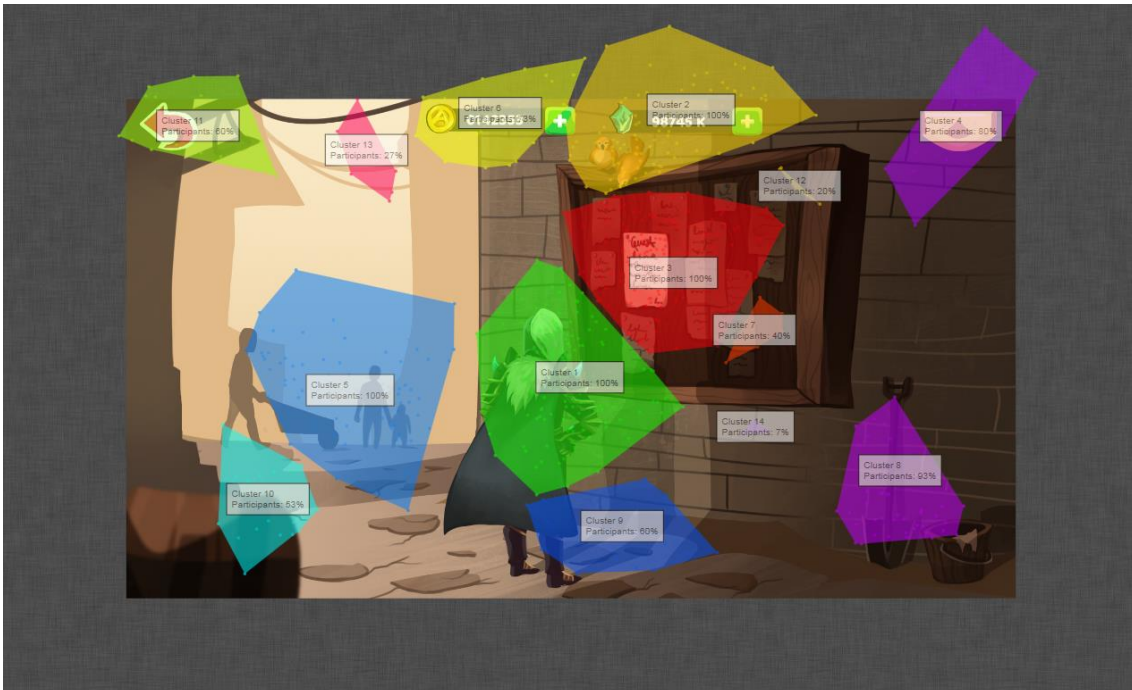 Cluster 11
Participants: 60%
Cluster 13
Participants: 27%
Cluster 6
Cluster 2
Participants: 100%
98745 K
Cluster 4
Participants: 80%
Cluster 12
Participants: 20%
Quest
Cluster 3
Participants: 100%
Cluster 7
Participants: 40%
Cluster 5
Participants: 100%
Cluster 1
Participants: 100%
Cluster 14
Participants: 7%
Cluster 8
Participants: 93%
Cluster 10
Participants: 53%
Cluster 9
Participants: 60%